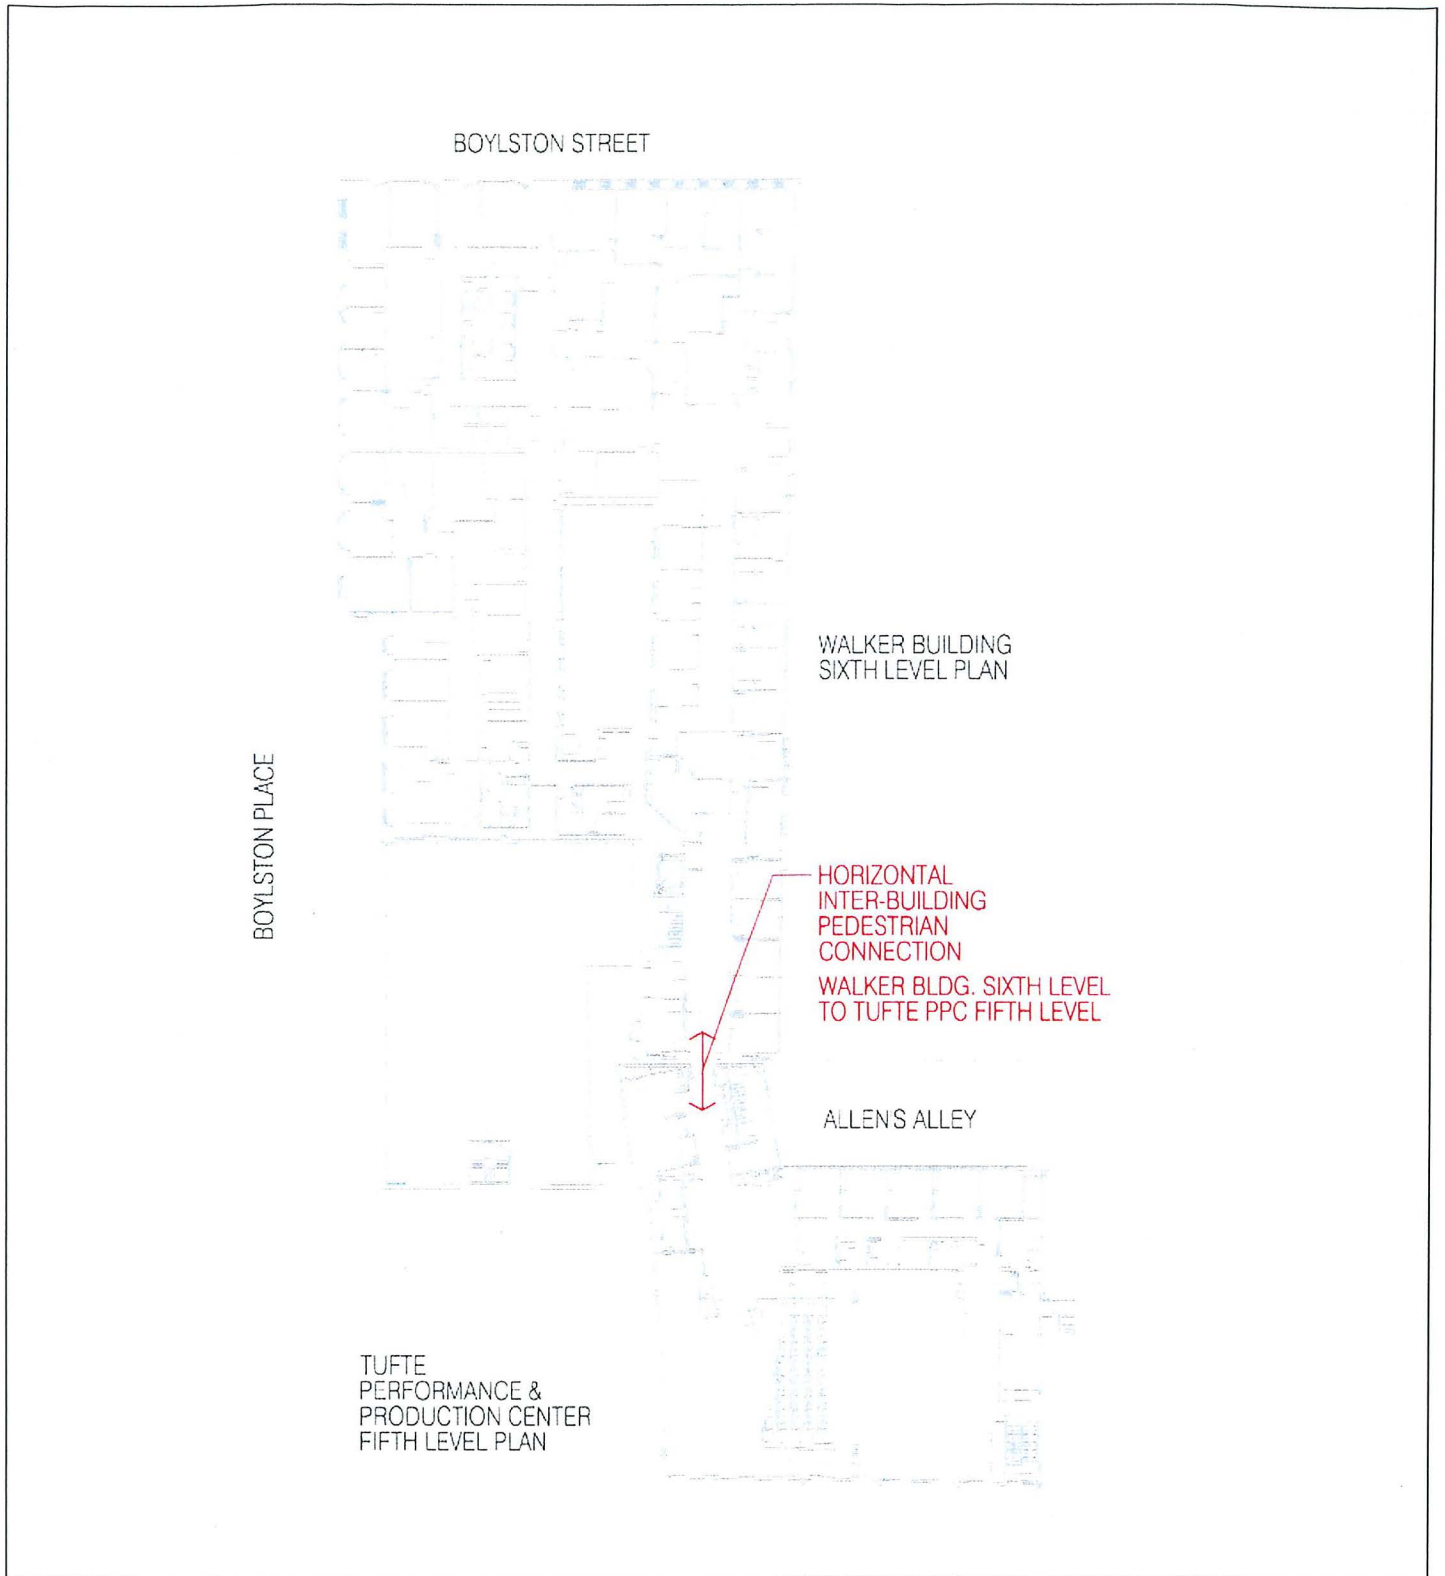 BOYLSTON STREET
WALKER BUILDING
SIXTH LEVEL PLAN
BOYLSTON PLACE
HORIZONTAL
INTER-BUILDING
PEDESTRIAN
CONNECTION
WALKER BLDG. SIXTH LEVEL
TO TUFTE PPC FIFTH LEVEL
ALLEN'S ALLEY
TUFTE
PERFORMANCE &
PRODUCTION CENTER
FIFTH LEVEL PLAN